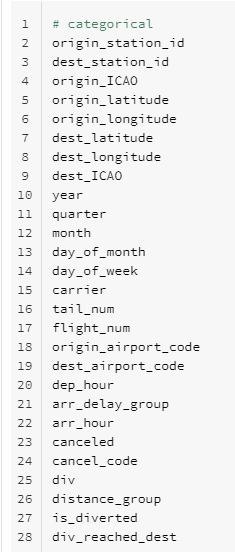 1 # categorical
2 origin_station_id
3 dest_station_id
4 origin_ICAO
5 origin_latitude
6 origin_longitude
7 dest_latitude
8 dest_longitude
9 dest_ICAO
10 year
11 quarter
12 month
13 day_of_month
14 day_of_week
15 carrier
16 tail_num
17 flight_num
18 origin_airport_code
19 dest_airport_code
20 dep_hour
21 arr_delay_group
22 arr_hour
23 canceled
24 cancel_code
25 div
26 distance_group
27 is_diverted
28 div_reached_dest